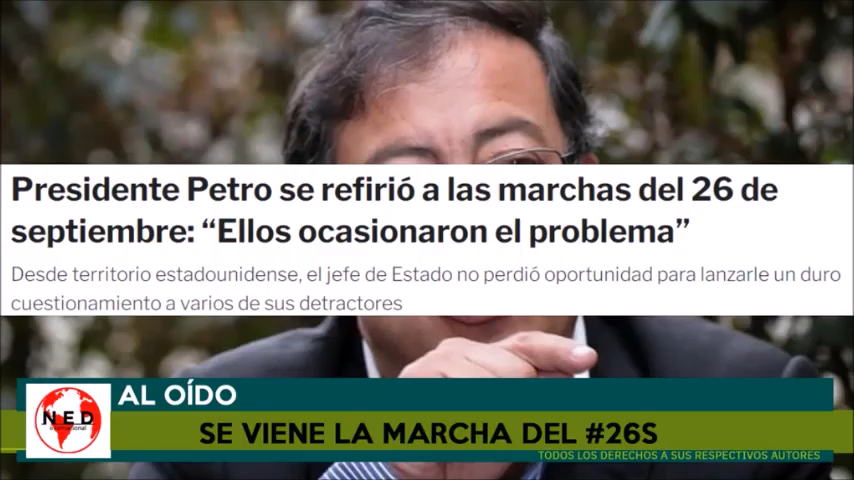 Presidente Petro se refirió a las marchas del 26 de
septiembre: “Ellos ocasionaron el problema”
Desde territorio estadounidense, el jefe de Estado no perdió oportunidad para lanzarle un duro
cuestionamiento a varios de sus detractores
AL OÍDO
NED
International
SE VIENE LA MARCHA DEL #26S
TODOS LOS DERECHOS A SUS RESPECTIVOS AUTORES